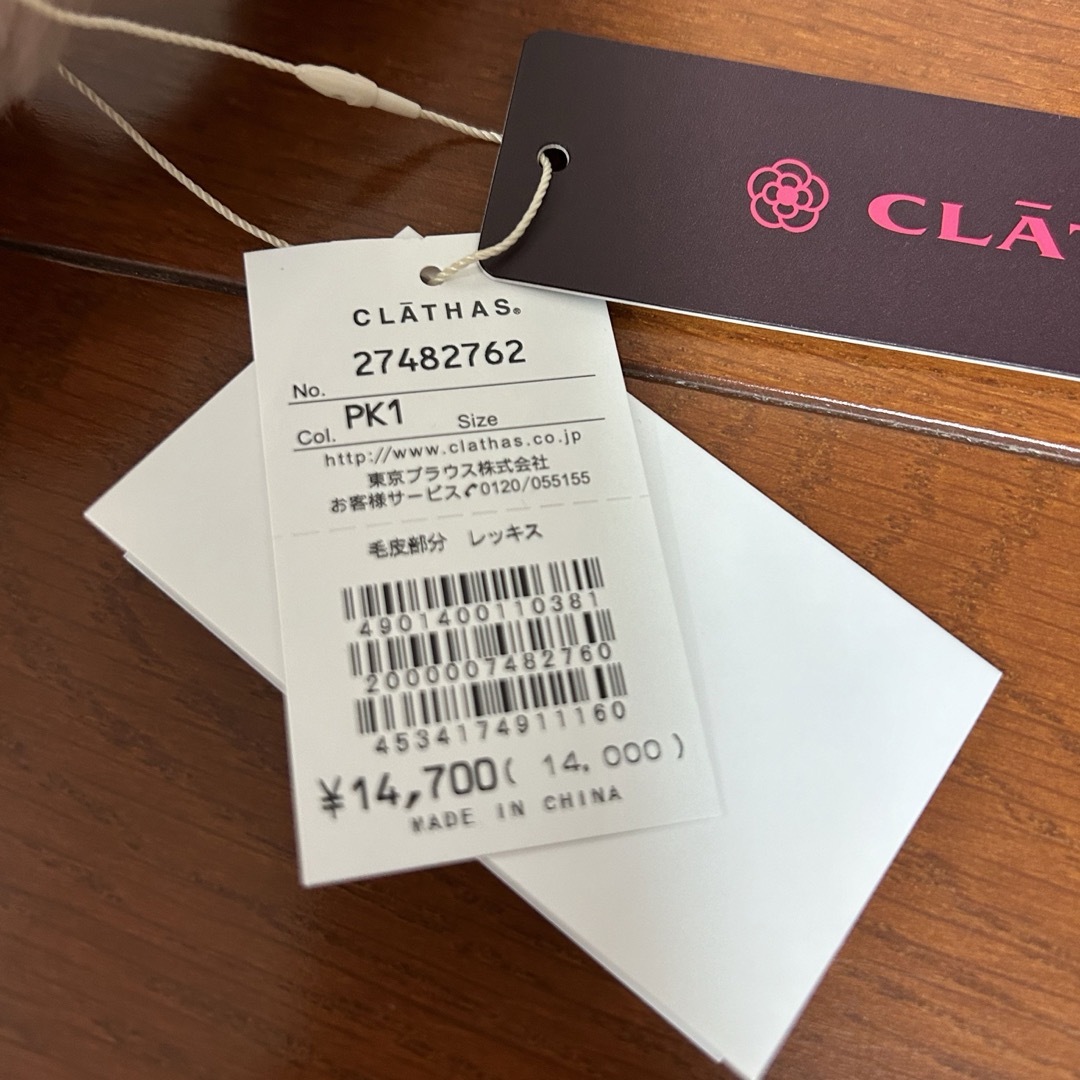 CLĀT
CLĀTHAS®
No. 27482762
Col. PK1 Size
http://www.clathas.co.jp
東京ブラウス株式会社
お客様サービス✆0120/055155
毛皮部分 レッキス
4901400110381
2000007482760
4534174911160
¥14,700( 14,000 )
MADE IN CHINA